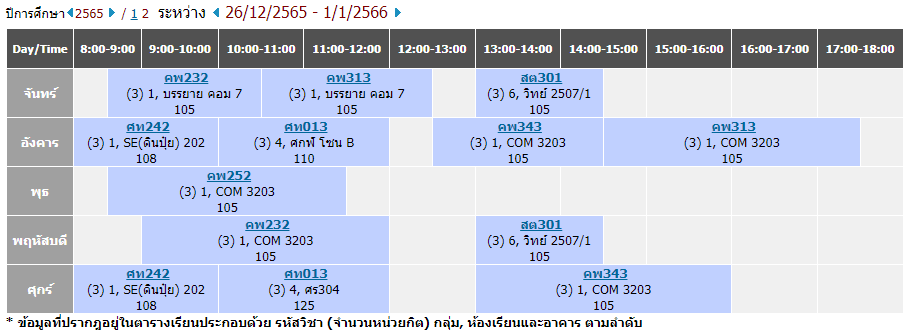 ปีการศึกษา 2565 / 1 2 ระหว่าง 26/12/2565 - 1/1/2566
Day/Time 8:00-9:00 9:00-10:00 10:00-11:00 11:00-12:00 12:00-13:00 13:00-14:00 14:00-15:00 15:00-16:00 16:00-17:00 17:00-18:00
จันทร์
คพ232
(3) 1, บรรยาย คอม 7
105
คพ313
(3) 1, บรรยาย คอม 7
105
สต301
(3) 6, วิทย์ 2507/1
105
อังคาร
ศท242
(3) 1, SE(ดินปุ๋ย) 202
108
ศท013
(3) 4, ศกฬ โซน B
110
คพ343
(3) 1, COM 3203
105
คพ313
(3) 1, COM 3203
105
พุธ
คพ252
(3) 1, COM 3203
105
พฤหัสบดี
คพ232
(3) 1, COM 3203
105
สต301
(3) 6, วิทย์ 2507/1
105
ศุกร์
ศท242
(3) 1, SE(ดินปุ๋ย) 202
108
ศท013
(3) 4, ศร304
125
คพ343
(3) 1, COM 3203
105
* ข้อมูลที่ปรากฏอยู่ในตารางเรียนประกอบด้วย รหัสวิชา (จำนวนหน่วยกิต) กลุ่ม, ห้องเรียนและอาคาร ตามลำดับ